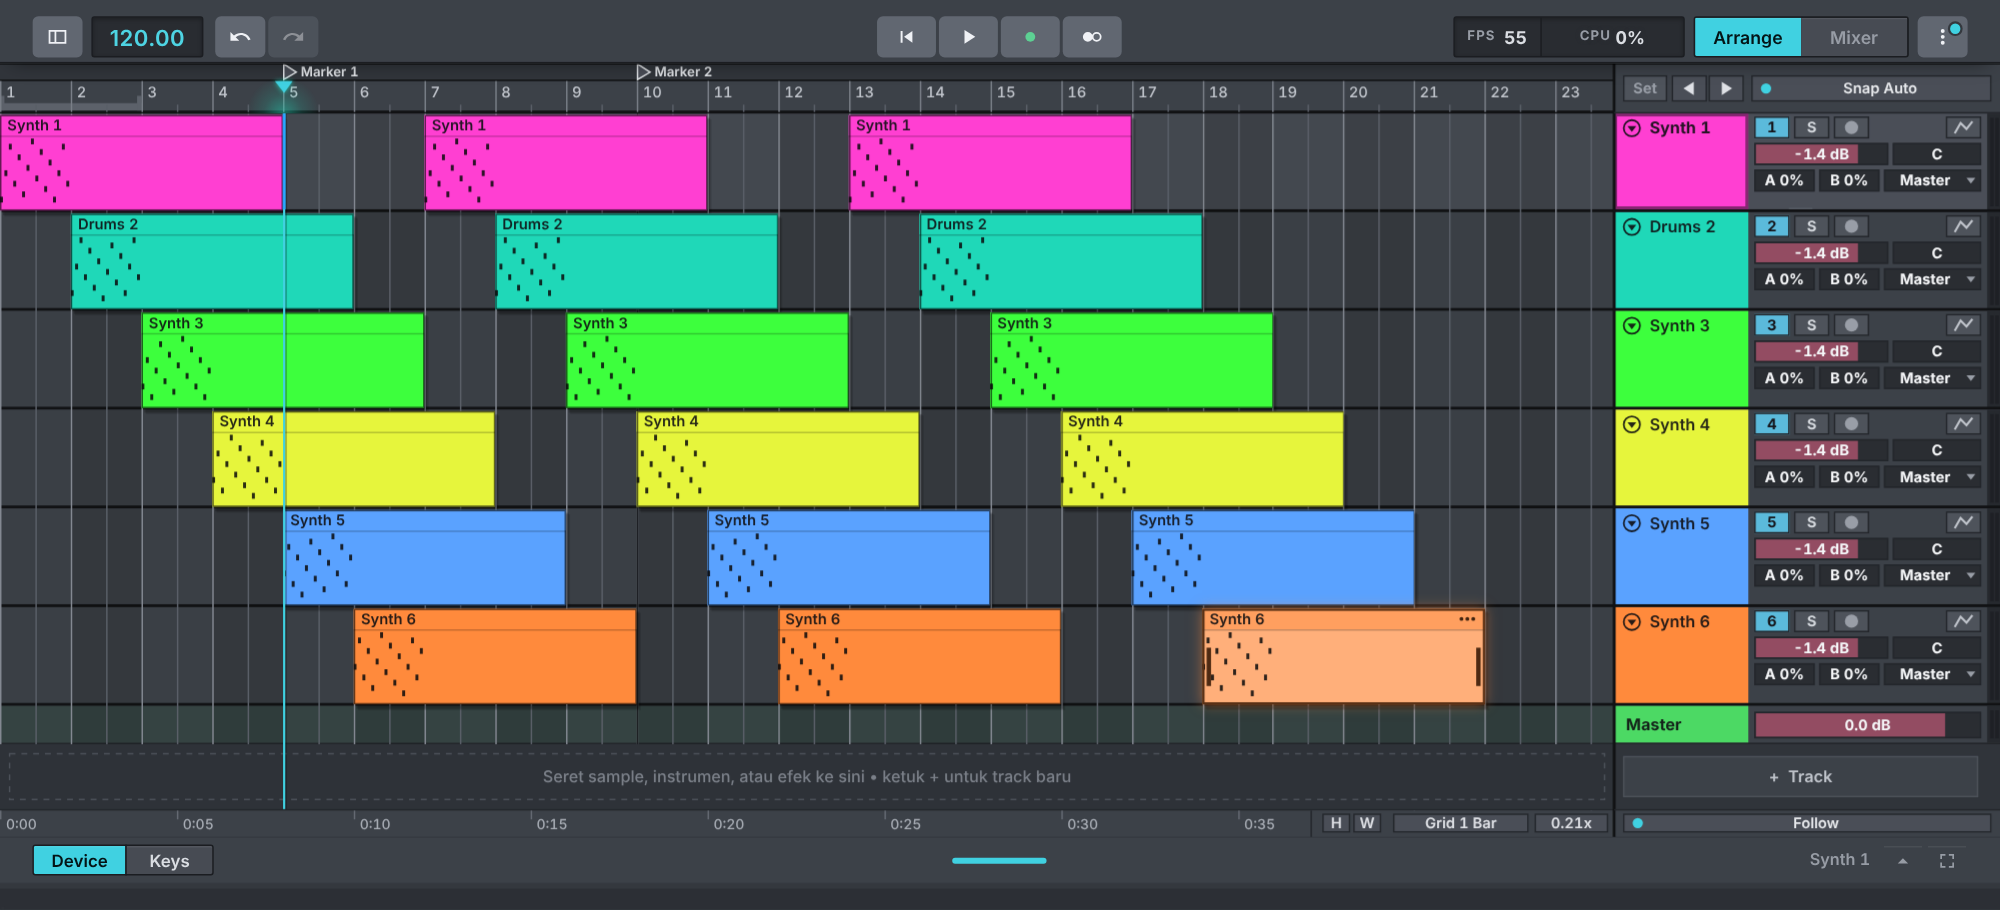 120.00 FPS 55 CPU 0% Arrange Mixer
Marker 1 Marker 2
1 2 3 4 5 6 7 8 9 10 11 12 13 14 15 16 17 18 19 20 21 22 23 Set Snap Auto
Synth 1 Synth 1 Synth 1 Synth 1 1 S
-1.4 dB C
A 0% B 0% Master
Drums 2 Drums 2 Drums 2 Drums 2 2 S
-1.4 dB C
A 0% B 0% Master
Synth 3 Synth 3 Synth 3 Synth 3 3 S
-1.4 dB C
A 0% B 0% Master
Synth 4 Synth 4 Synth 4 Synth 4 4 S
-1.4 dB C
A 0% B 0% Master
Synth 5 Synth 5 Synth 5 Synth 5 5 S
-1.4 dB C
A 0% B 0% Master
Synth 6 Synth 6 Synth 6 Synth 6 6 S
-1.4 dB C
A 0% B 0% Master
Master 0.0 dB
Seret sample, instrumen, atau efek ke sini • ketuk + untuk track baru + Track
0:00 0:05 0:10 0:15 0:20 0:25 0:30 0:35 H W Grid 1 Bar 0.21x Follow
Device Keys Synth 1